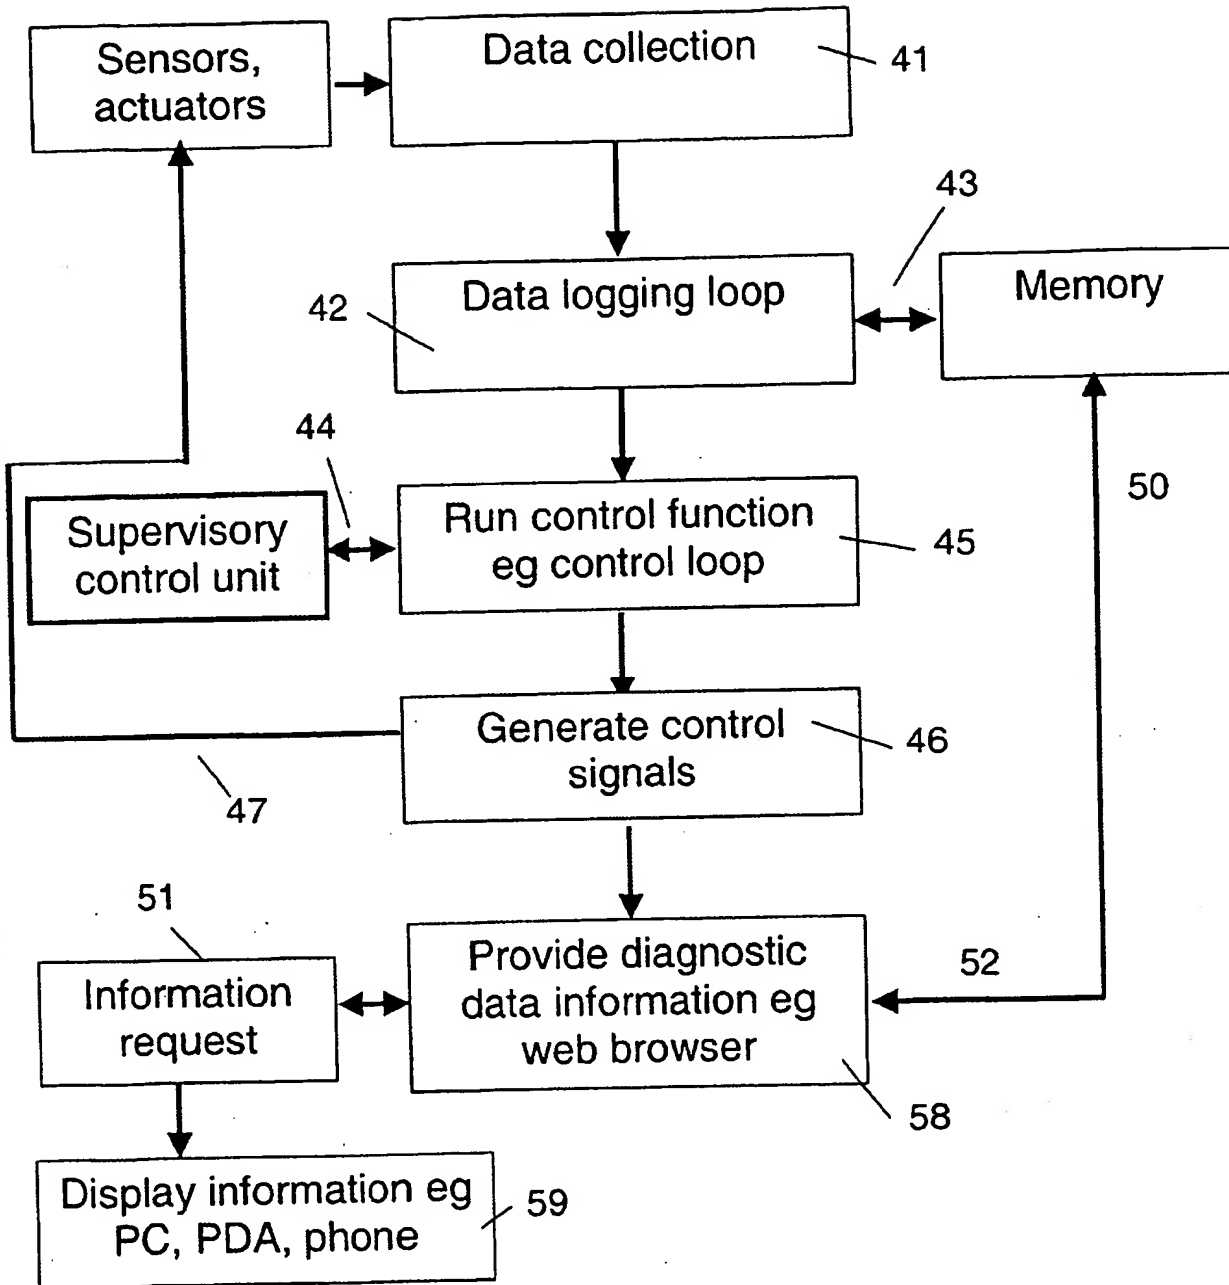 Sensors,
actuators
Data collection
41
43
Data logging loop
42
Memory
44
50
Supervisory
control unit
Run control function
eg control loop
45
Generate control
signals
46
47
51
Information
request
Provide diagnostic
data information eg
web browser
52
58
Display information eg
PC, PDA, phone
59